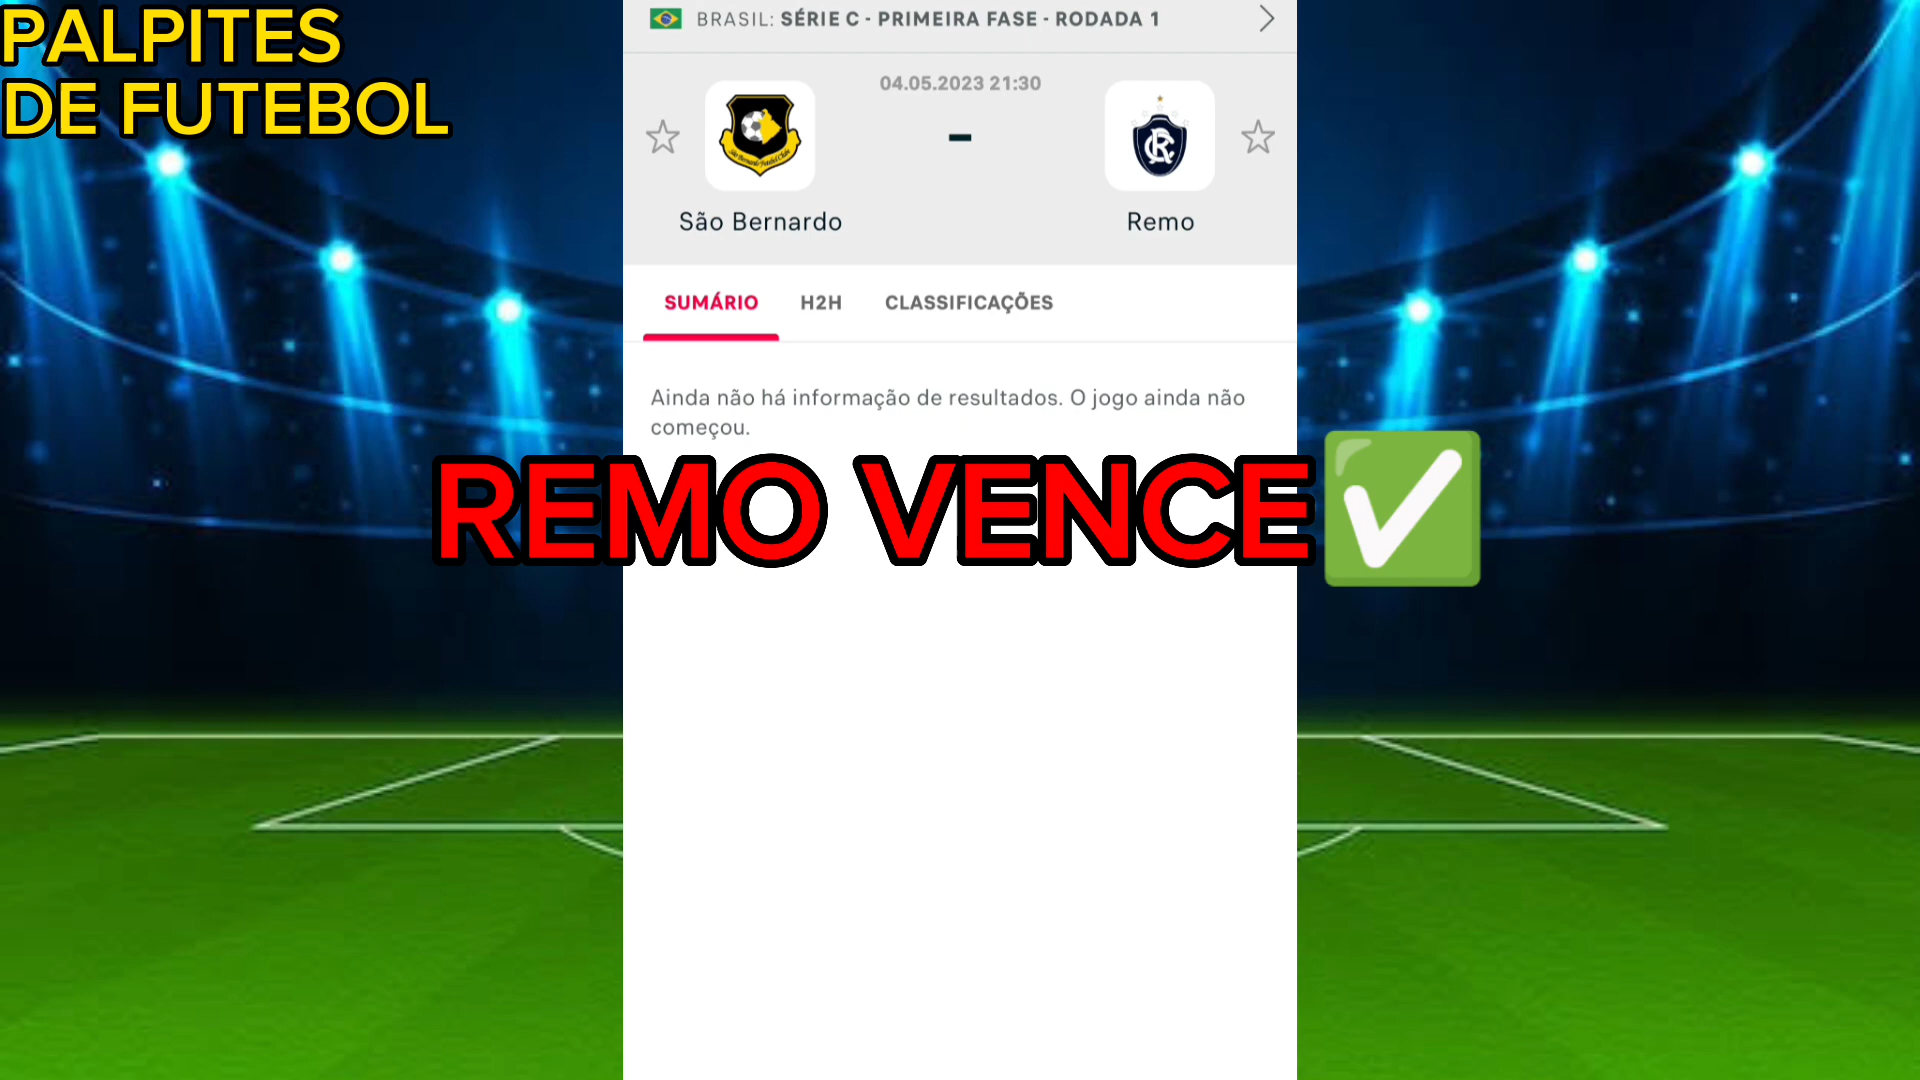 PALPITES
DE FUTEBOL
BRASIL: SÉRIE C - PRIMEIRA FASE - RODADA 1
04.05.2023 21:30
-
São Bernardo
Remo
SUMÁRIO H2H CLASSIFICAÇÕES
Ainda não há informação de resultados. O jogo ainda não
começou.
REMO VENCE✅